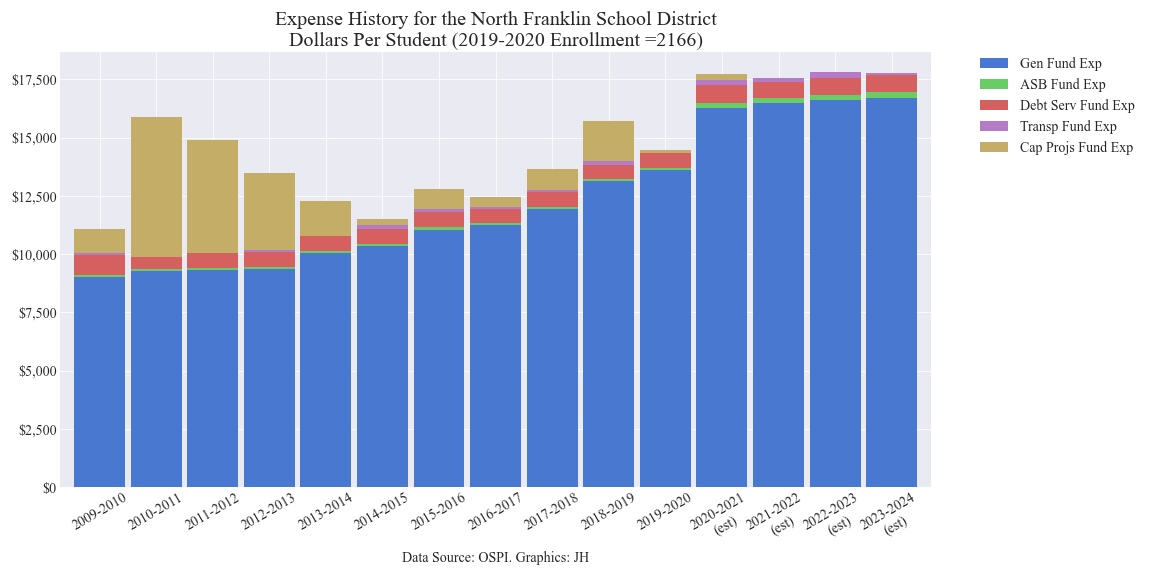 Expense History for the North Franklin School District
Dollars Per Student (2019-2020 Enrollment =2166)
$17,500
$15,000
$12,500
$10,000
$7,500
$5,000
$2,500
$0
Gen Fund Exp
ASB Fund Exp
Debt Serv Fund Exp
Transp Fund Exp
Cap Projs Fund Exp
2009-2010
2010-2011
2011-2012
2012-2013
2013-2014
2014-2015
2015-2016
2016-2017
2017-2018
2018-2019
2019-2020
2020-2021
(est)
2021-2022
(est)
2022-2023
(est)
2023-2024
(est)
Data Source: OSPI. Graphics: JH